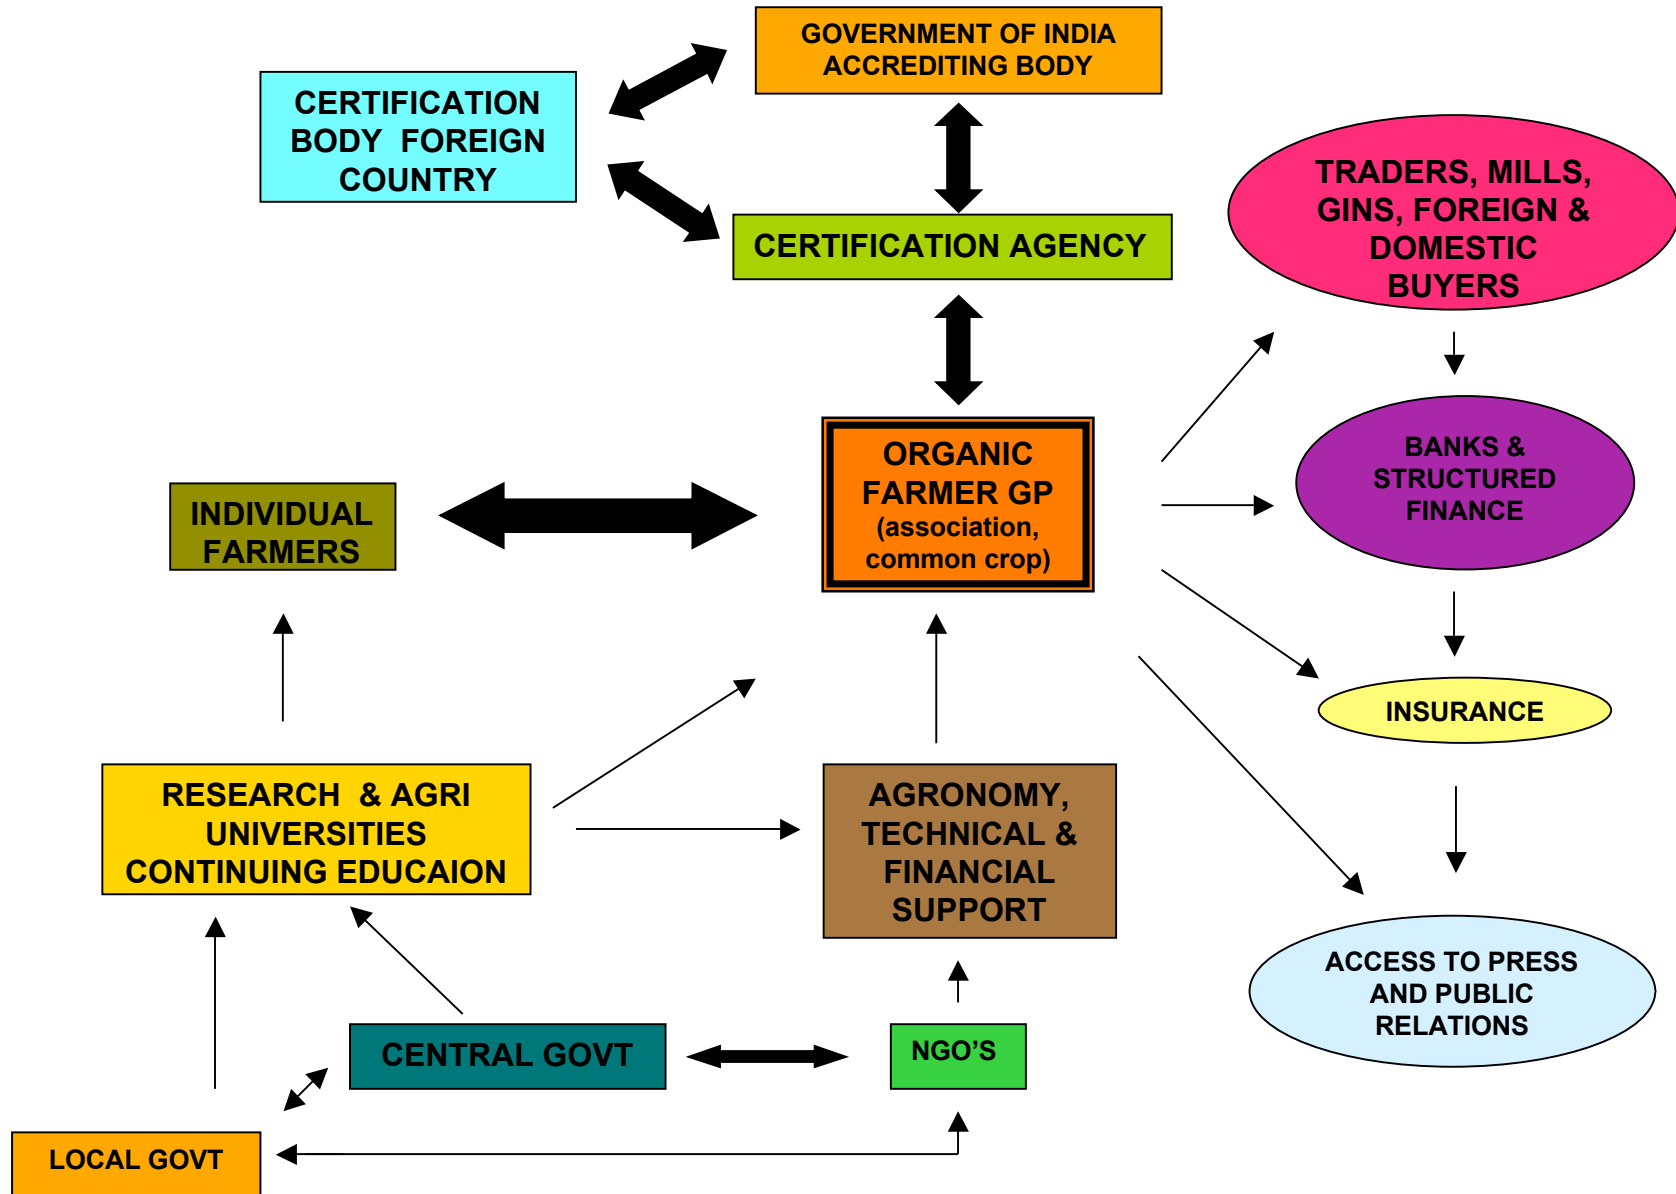 GOVERNMENT OF INDIA
ACCREDITING BODY
CERTIFICATION
BODY FOREIGN
COUNTRY
TRADERS, MILLS,
GINS, FOREIGN &
DOMESTIC
BUYERS
CERTIFICATION AGENCY
ORGANIC
FARMER GP
(association,
common crop)
BANKS &
STRUCTURED
FINANCE
INDIVIDUAL
FARMERS
INSURANCE
RESEARCH & AGRI
UNIVERSITIES
CONTINUING EDUCAION
AGRONOMY,
TECHNICAL &
FINANCIAL
SUPPORT
ACCESS TO PRESS
AND PUBLIC
RELATIONS
CENTRAL GOVT
NGO’S
LOCAL GOVT